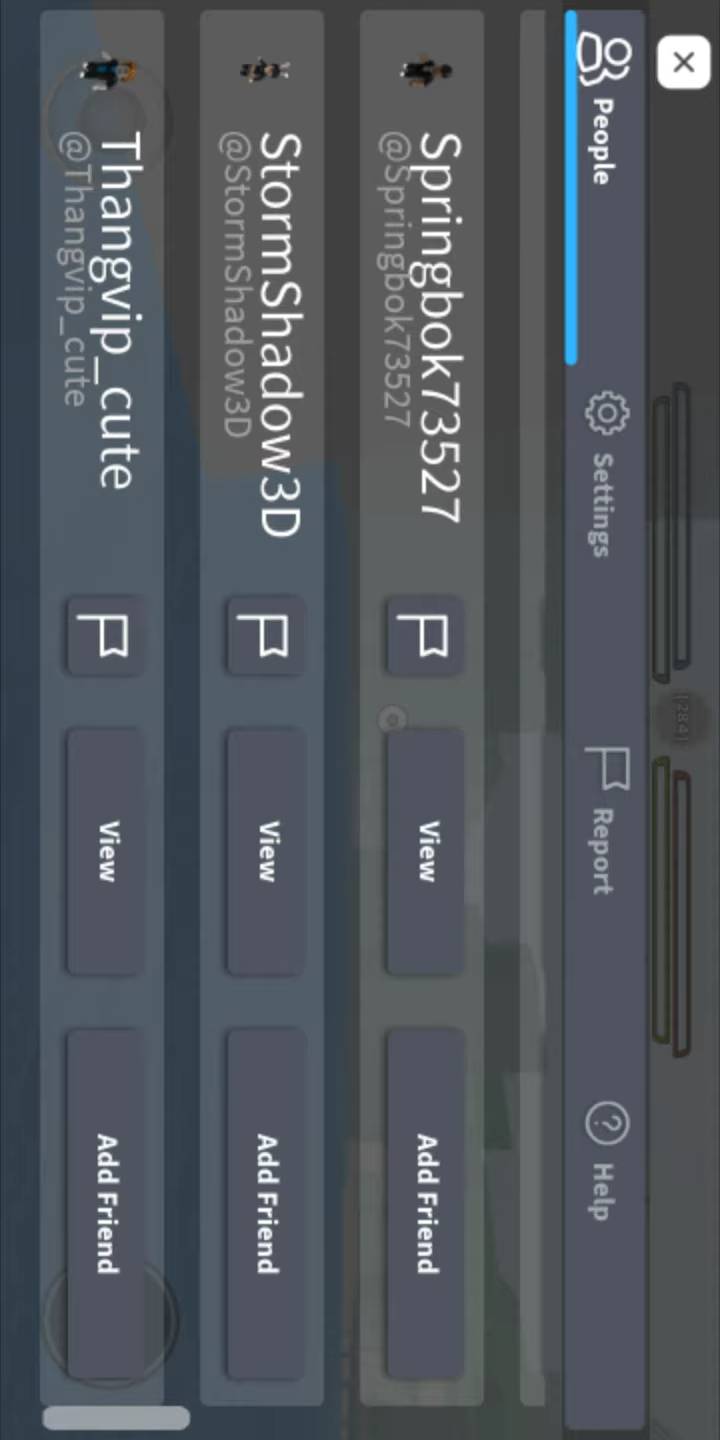 People
Settings
Report
Help
[284]
Springbok73527
@Springbok73527
View
Add Friend
StormShadow3D
@StormShadow3D
View
Add Friend
Thangvip_cute
@Thangvip_cute
View
Add Friend